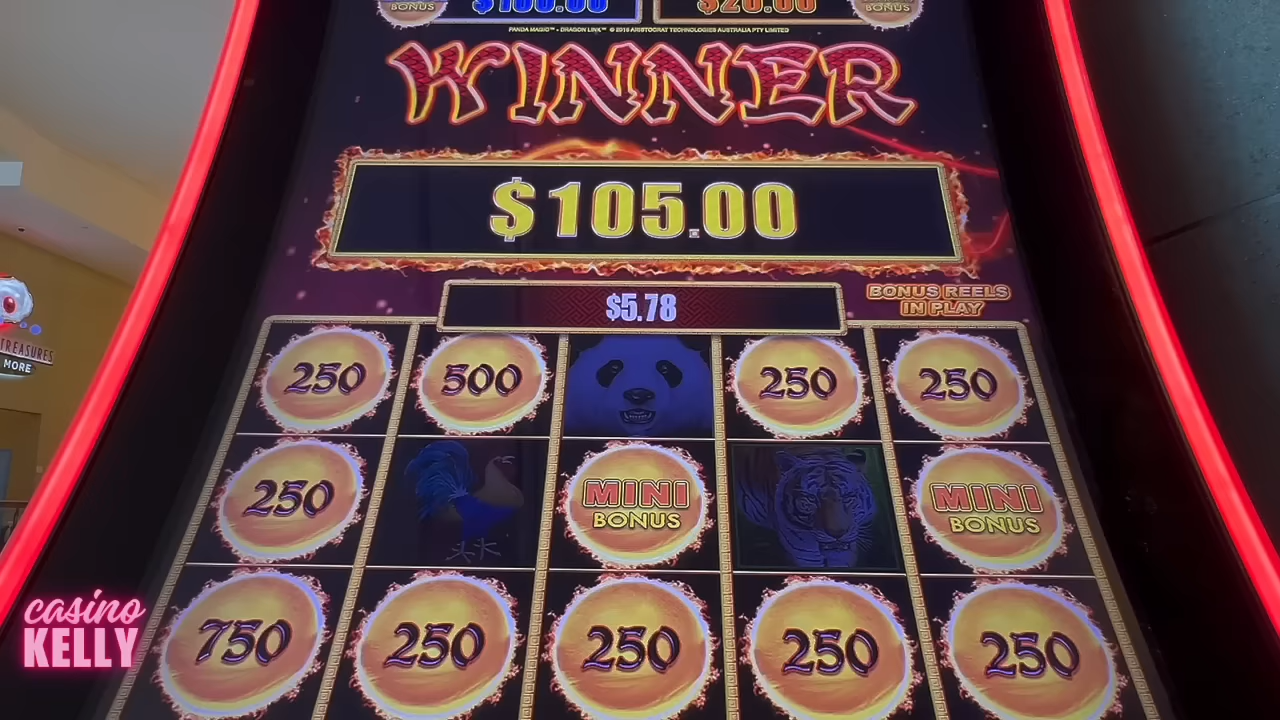 BONUS $100.00 $20.00 BONUS
PANDA MAGIC™ • DRAGON LINK™ © 2018 ARISTOCRAT TECHNOLOGIES AUSTRALIA PTY LIMITED
WINNER
$105.00
$5.78
BONUS REELS
IN PLAY
250 500 250 250
250 MINI BONUS MINI BONUS
750 250 250 250 250
TREASURES
MORE
casino
KELLY